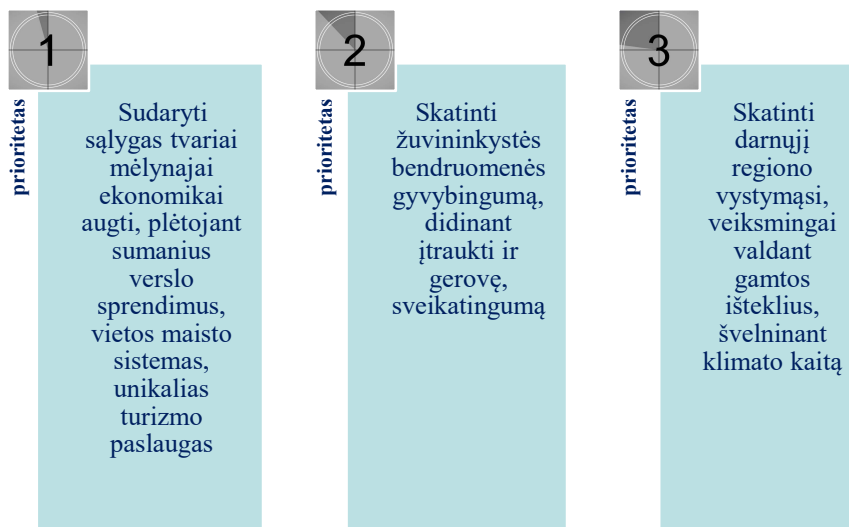 1
prioritetas
Sudaryti
sąlygas tvariai
mėlynajai
ekonomikai
augti, plėtojant
sumanius
verslo
sprendimus,
vietos maisto
sistemas,
unikalias
turizmo
paslaugas
2
prioritetas
Skatinti
žuvininkystės
bendruomenės
gyvybingumą,
didinant
įtraukti ir
gerovę,
sveikatingumą
3
prioritetas
Skatinti
darnųjį
regiono
vystymąsi,
veiksmingai
valdant
gamtos
išteklius,
švelninant
klimato kaitą